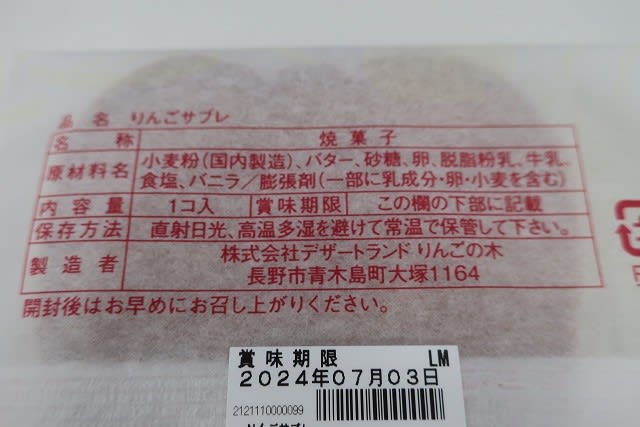 品名 りんごサブレ
名称 焼菓子
原材料名 小麦粉(国内製造)、バター、砂糖、卵、脱脂粉乳、牛乳、
食塩、バニラ／膨張剤(一部に乳成分・卵・小麦を含む)
内容量 1コ入 賞味期限 この欄の下部に記載
保存方法 直射日光、高温多湿を避けて常温で保管して下さい。
製造者 株式会社デザートランド りんごの木
長野市青木島町大塚1164
開封後はお早めにお召し上がりください。
賞味期限 LM
2024年07月03日
2121110000099
りんごサブレ